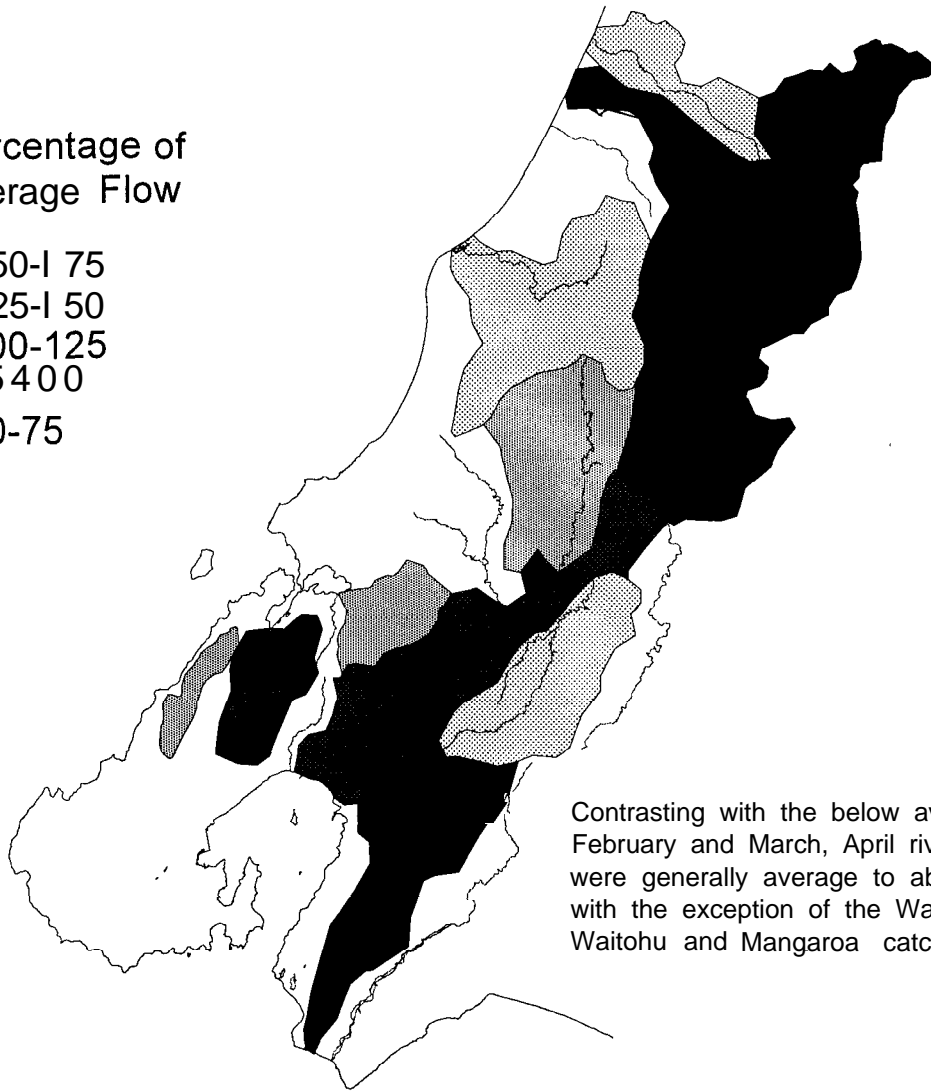 rcentage of
erage Flow
50-I 75
25-I 50
00-125
5400
0-75
Contrasting with the below av
February and March, April riv
were generally average to ab
with the exception of the Wa
Waitohu and Mangaroa catc